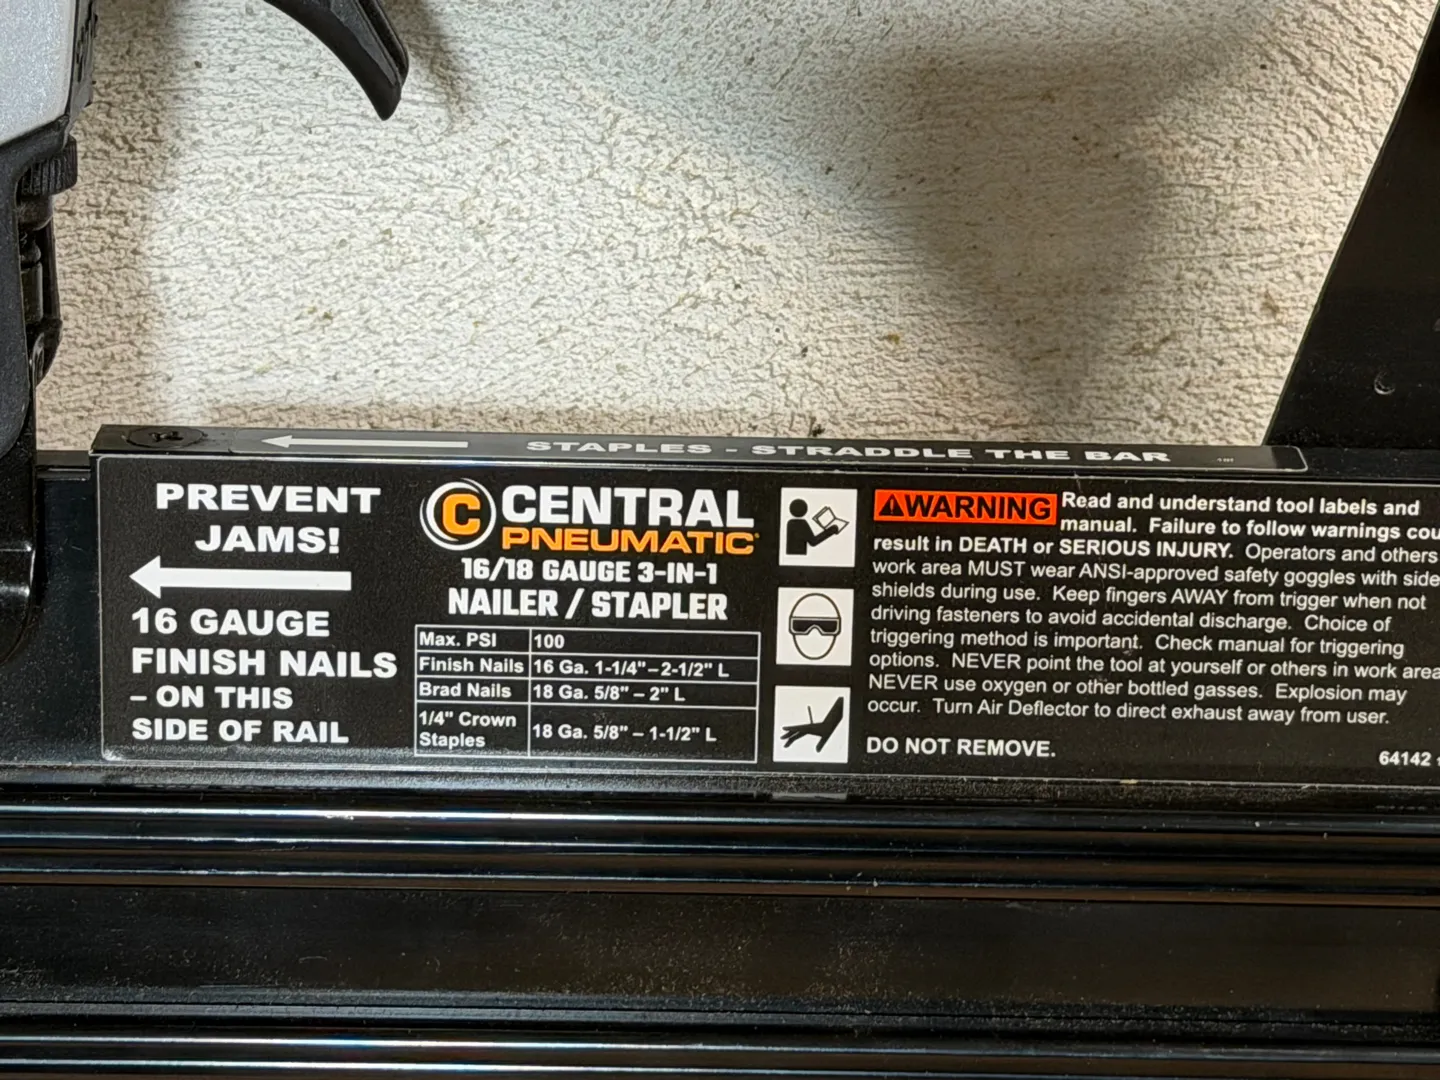 STAPLES - STRADDLE THE BAR
PREVENT
JAMS!
16 GAUGE
FINISH NAILS
– ON THIS
SIDE OF RAIL
C CENTRAL
PNEUMATIC
16/18 GAUGE 3-IN-1
NAILER / STAPLER
Max. PSI 100
Finish Nails 16 Ga. 1-1/4"–2-1/2" L
Brad Nails 18 Ga. 5/8" – 2" L
1/4" Crown
Staples 18 Ga. 5/8" – 1-1/2" L
WARNING Read and understand tool labels and
manual. Failure to follow warnings cou
result in DEATH or SERIOUS INJURY. Operators and others
work area MUST wear ANSI-approved safety goggles with side
shields during use. Keep fingers AWAY from trigger when not
driving fasteners to avoid accidental discharge. Choice of
triggering method is important. Check manual for triggering
options. NEVER point the tool at yourself or others in work area
NEVER use oxygen or other bottled gasses. Explosion may
occur. Turn Air Deflector to direct exhaust away from user.
DO NOT REMOVE.
64142